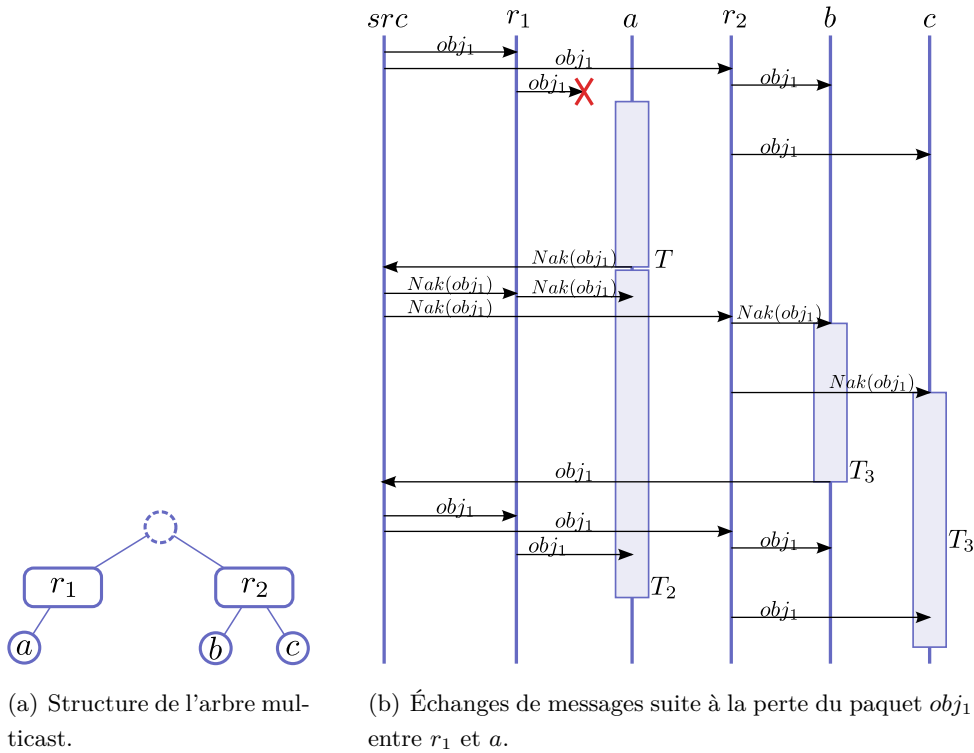 src r₁ a r₂ b c
obj₁
obj₁
obj₁
obj₁
obj₁
Nak(obj₁) T
Nak(obj₁) Nak(obj₁)
Nak(obj₁) Nak(obj₁)
Nak(obj₁)
obj₁ T₃
obj₁
obj₁
obj₁ obj₁ T₃
r₁ r₂ T₂
obj₁
a b c
(a) Structure de l'arbre mul-
ticast.
(b) Échanges de messages suite à la perte du paquet obj₁
entre r₁ et a.